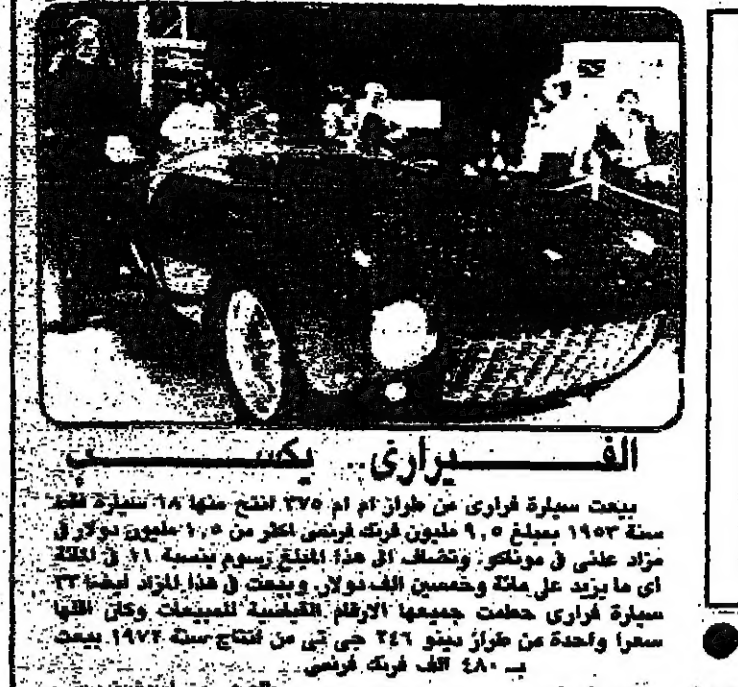 الفيراري .. يكسب
بيعت سيارة فراري من طراز ام ام ٣٧٥ انتج منها ١٨ سيارة فقط
سنة ١٩٥٣ بمبلغ ٩,٥ مليون فرنك فرنسي اكثر من ١,٥ مليون دولار في
مزاد علني في موناكو. وتضاف الى هذا المبلغ رسوم بنسبة ١١ في المائة
اى ما يزيد على مائة وخمسين الف دولار. وبيعت في هذا المزاد ايضا ٣٣
سيارة فراري حطمت جميعها الارقام القياسية للمبيعات وكان اقلها
سعرا واحدة من طراز دينو ٢٤٦ جي تي من انتاج سنة ١٩٧٢ بيعت
بـ ٤٨٠ الف فرنك فرنسي